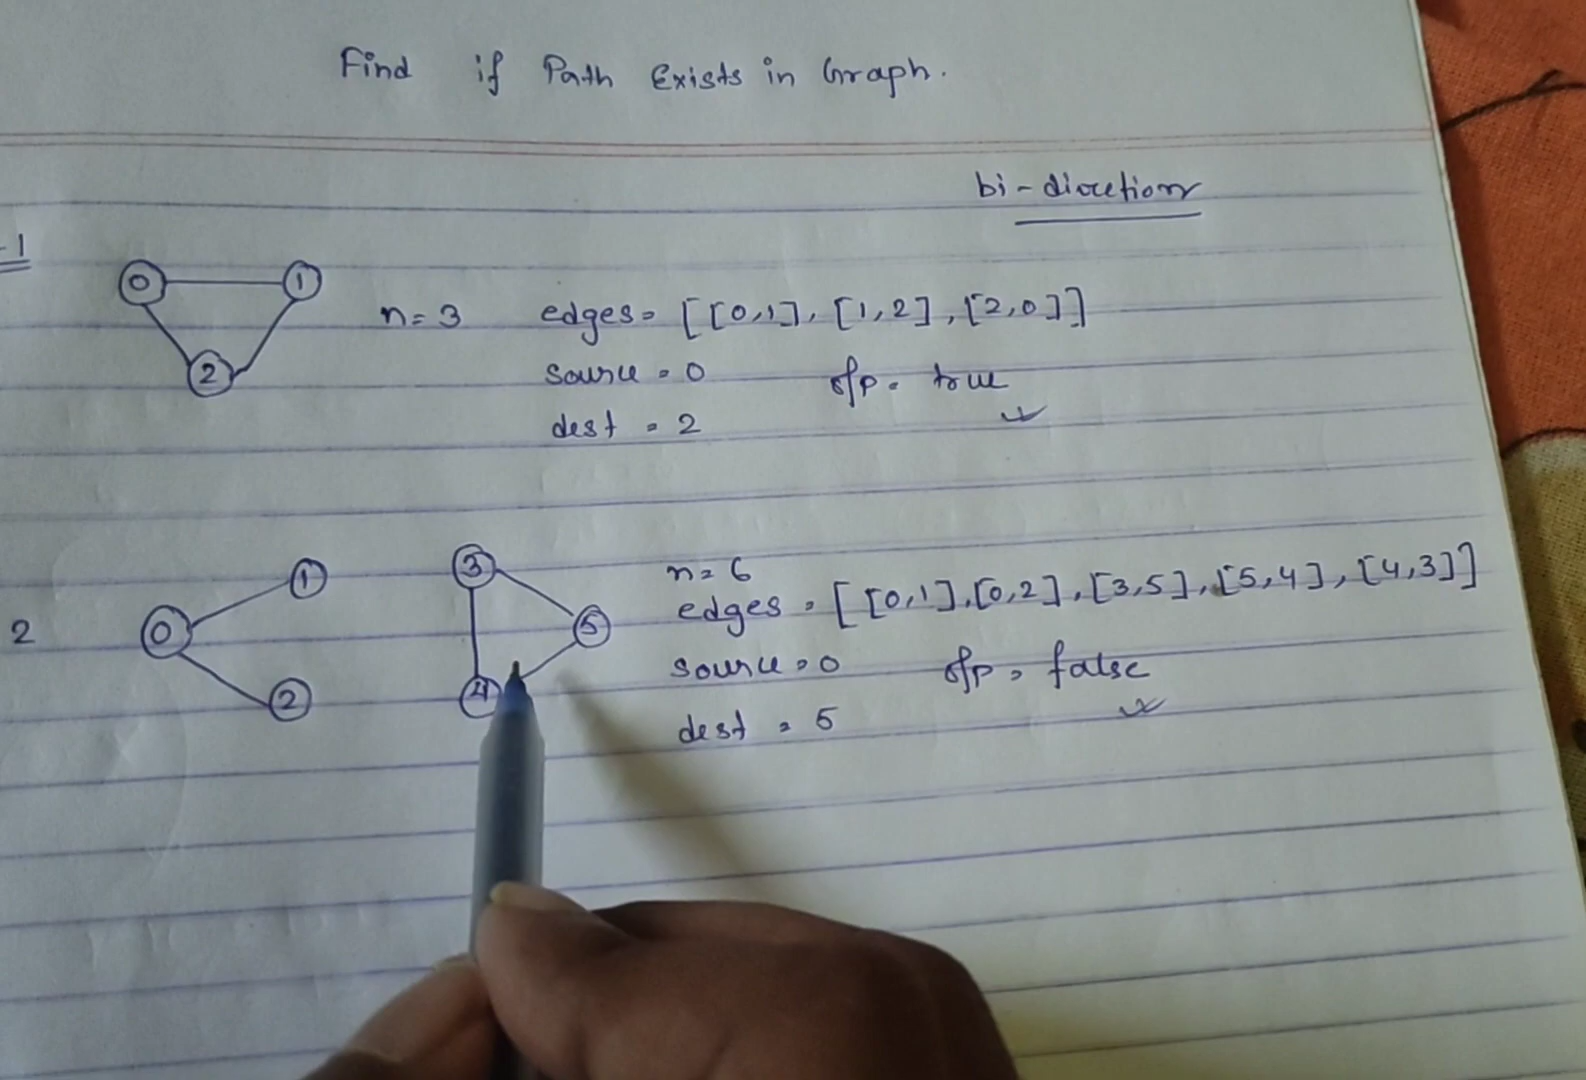 Find if Path Exists in Graph.
bi-direction
-1
0 1
2
n=3 edges= [[0,1], [1,2], [2,0]]
source = 0 o/p = true
dest = 2
2
0 1
2
3
5
4
n=6
edges = [[0,1],[0,2],[3,5],[5,4],[4,3]]
source = 0 o/p = false
dest = 5